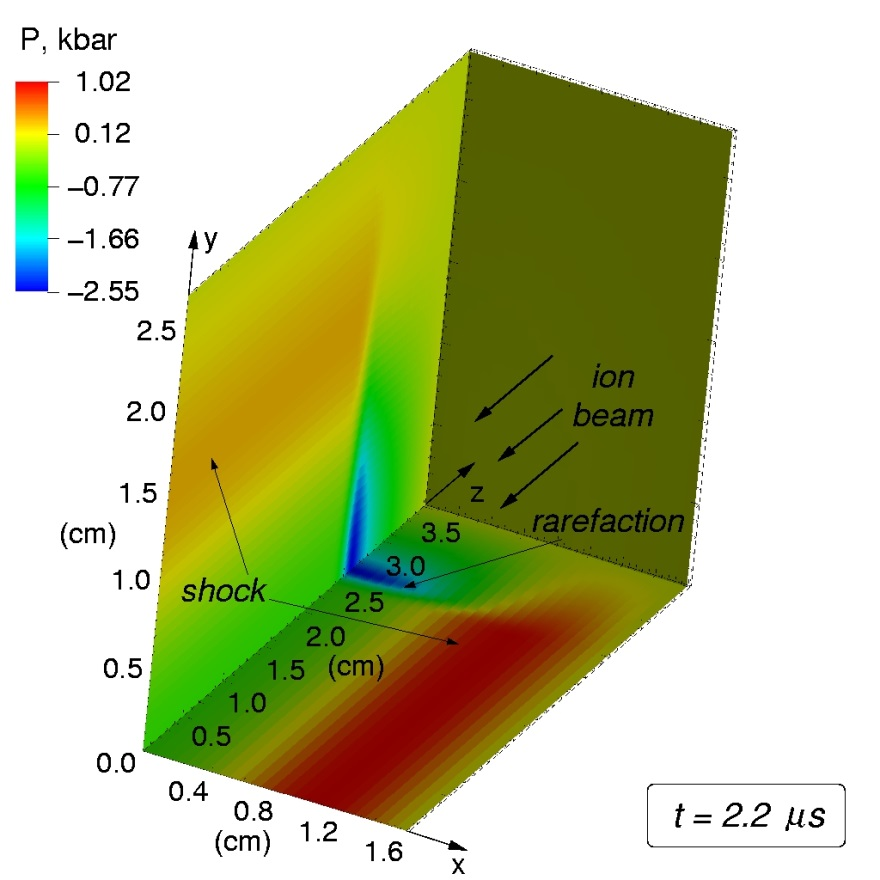 P, kbar
1.02
0.12
−0.77
−1.66
−2.55
y
2.5
2.0
1.5
(cm)
1.0
0.5
0.0
ion
beam
z
rarefaction
shock
3.5
3.0
2.5
2.0
(cm)
1.5
1.0
0.5
0.4
0.8
(cm)
1.2
1.6
x
t = 2.2 μs